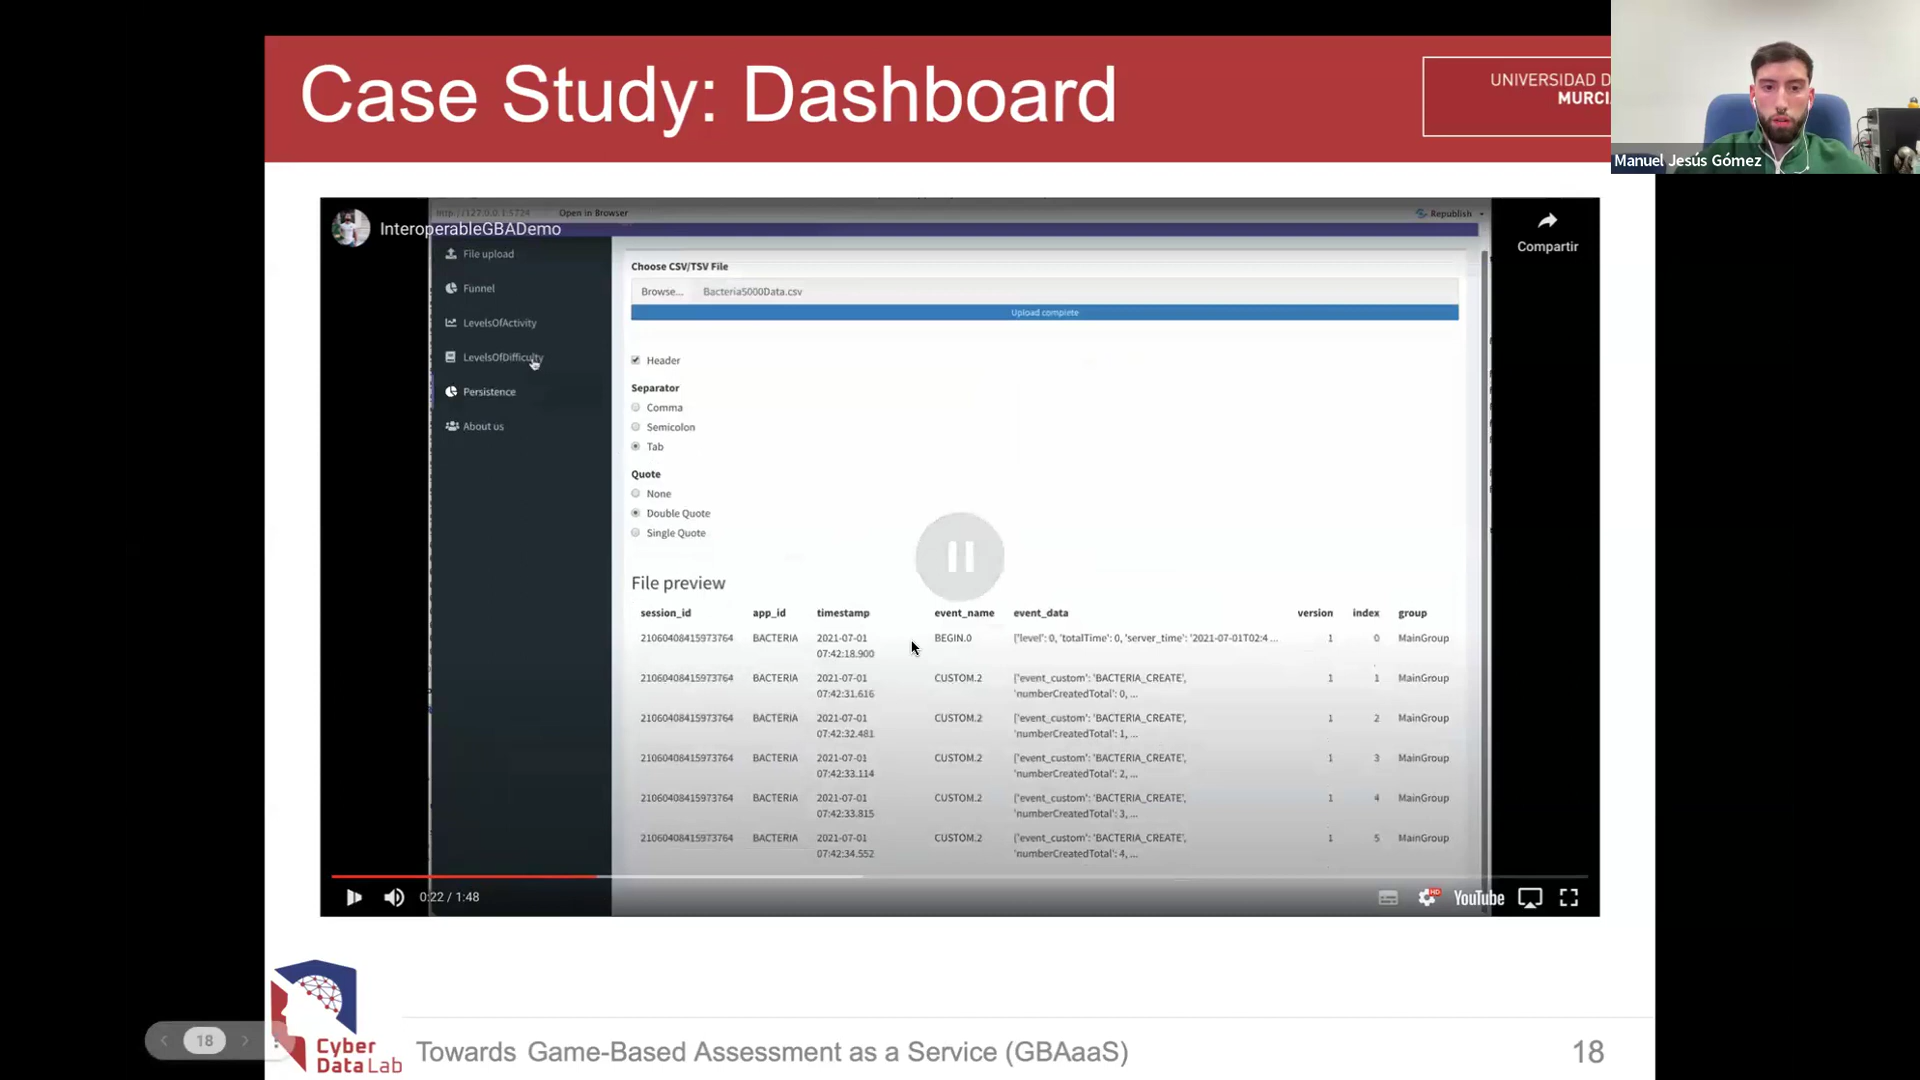 Case Study: Dashboard
UNIVERSIDAD D
MURCI
Manuel Jesús Gómez
http://127.0.0.1:5724
Open in Browser
Republish
InteroperableGBADemo
Compartir
File upload
Funnel
LevelsOfActivity
LevelsOfDifficulty
Persistence
About us
Choose CSV/TSV File
Browse... Bacteria5000Data.csv
Upload complete
Header
Separator
Comma
Semicolon
Tab
Quote
None
Double Quote
Single Quote
File preview
session_id app_id timestamp event_name event_data version index group
21060408415973764 BACTERIA 2021-07-01 BEGIN.0 {'level': 0, 'totalTime': 0, 'server_time': '2021-07-01T02:4 ... 1 0 MainGroup
07:42:18.900
21060408415973764 BACTERIA 2021-07-01 CUSTOM.2 {'event_custom': 'BACTERIA_CREATE', 1 1 MainGroup
07:42:31.616 'numberCreatedTotal': 0, ...
21060408415973764 BACTERIA 2021-07-01 CUSTOM.2 {'event_custom': 'BACTERIA_CREATE', 1 2 MainGroup
07:42:32.481 'numberCreatedTotal': 1, ...
21060408415973764 BACTERIA 2021-07-01 CUSTOM.2 {'event_custom': 'BACTERIA_CREATE', 1 3 MainGroup
07:42:33.114 'numberCreatedTotal': 2, ...
21060408415973764 BACTERIA 2021-07-01 CUSTOM.2 {'event_custom': 'BACTERIA_CREATE', 1 4 MainGroup
07:42:33.815 'numberCreatedTotal': 3, ...
21060408415973764 BACTERIA 2021-07-01 CUSTOM.2 {'event_custom': 'BACTERIA_CREATE', 1 5 MainGroup
07:42:34.552 'numberCreatedTotal': 4, ...
0:22 / 1:48
HD
YouTube
18
Cyber
DataLab
Towards Game-Based Assessment as a Service (GBAaaS)
18